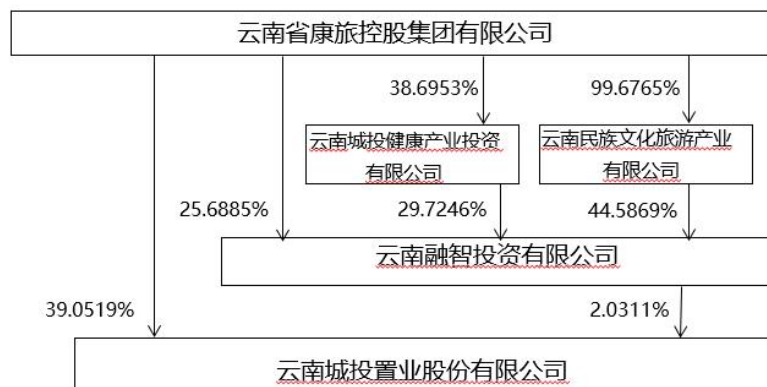 云南省康旅控股集团有限公司
38.6953%
99.6765%
云南城投健康产业投资
有限公司
云南民族文化旅游产业
有限公司
25.6885%
29.7246%
44.5869%
云南融智投资有限公司
39.0519%
2.0311%
云南城投置业股份有限公司